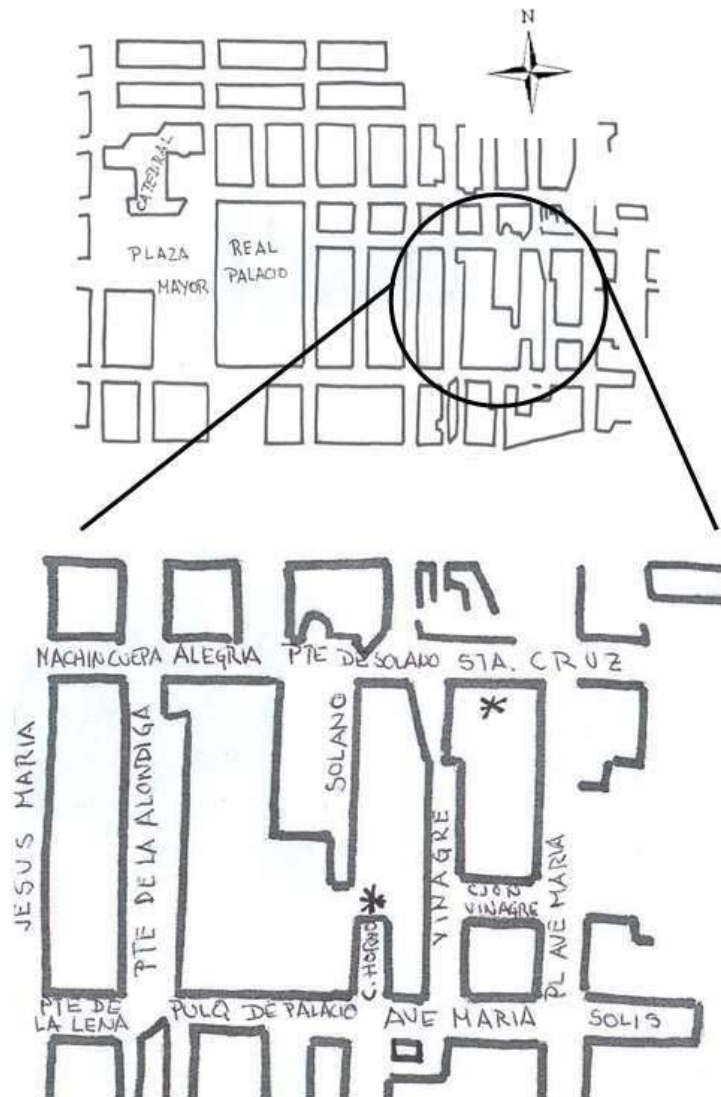 N
CATEDRAL
PLAZA
MAYOR
REAL
PALACIO
MACHINCUEPA ALEGRIA PTE DE SOLANO STA. CRUZ
JESUS MARIA
PTE DE LA ALONDIGA
SOLANO
VINAGRE
CJON
VINAGRE
PL AVE MARIA
C. HORNO
PTE DE
LA LENA
PULQ DE PALACIO
AVE MARIA
SOLIS